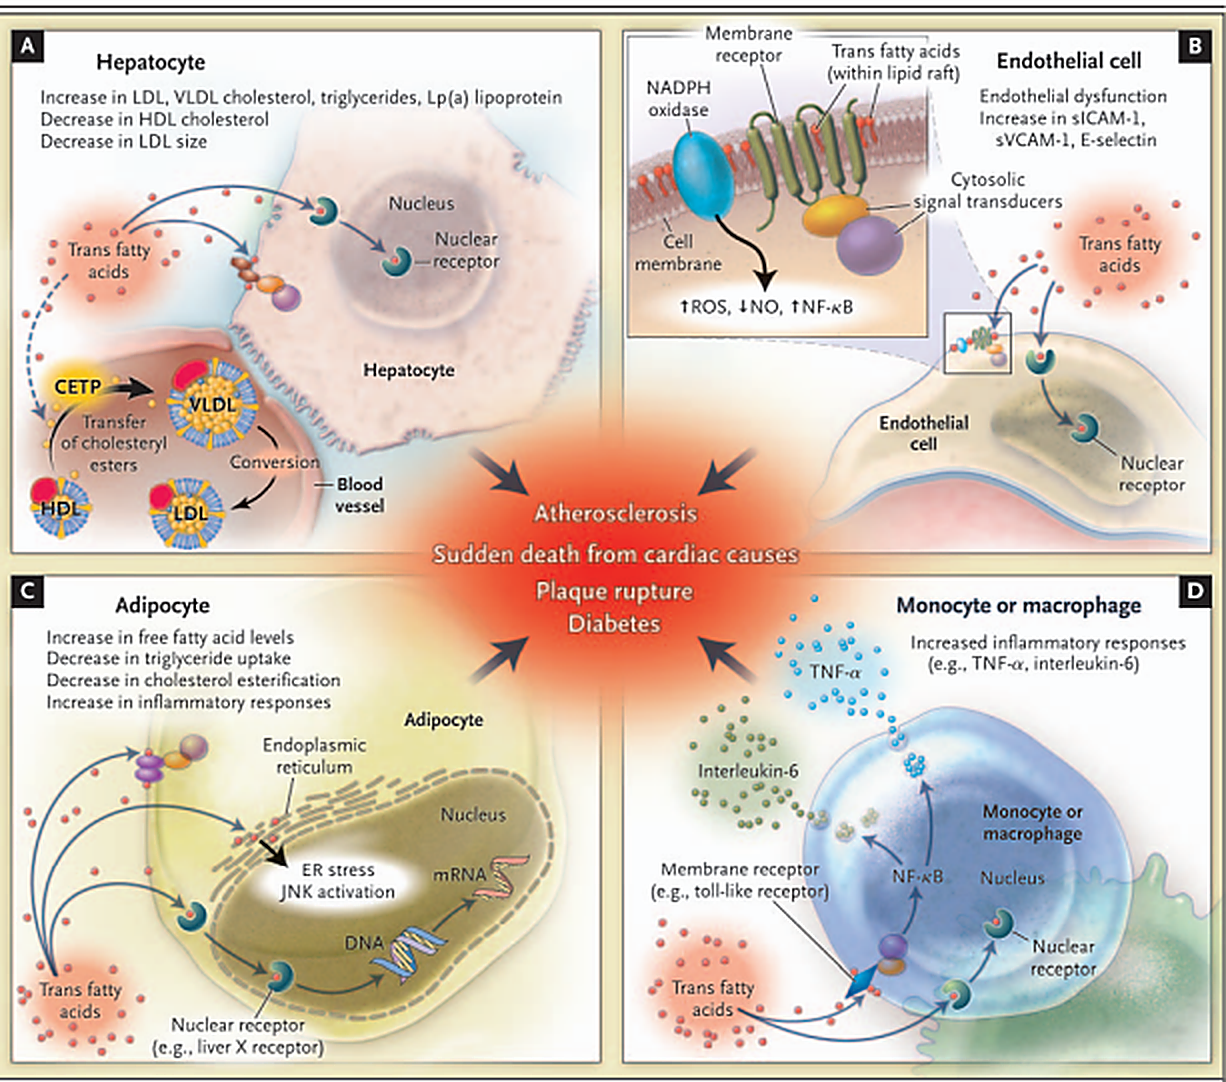 A
Hepatocyte
Increase in LDL, VLDL cholesterol, triglycerides, Lp(a) lipoprotein
Decrease in HDL cholesterol
Decrease in LDL size
Trans fatty
acids
Nucleus
Nuclear
receptor
Hepatocyte
CETP
VLDL
Transfer
of cholesteryl
esters
Conversion
HDL
LDL
Blood
vessel
B
Endothelial cell
Endothelial dysfunction
Increase in sICAM-1,
sVCAM-1, E-selectin
Membrane
receptor
Trans fatty acids
(within lipid raft)
NADPH
oxidase
Cytosolic
signal transducers
Cell
membrane
↑ROS, ↓NO, ↑NF-κB
Trans fatty
acids
Endothelial
cell
Nuclear
receptor
Atherosclerosis
Sudden death from cardiac causes
Plaque rupture
Diabetes
C
Adipocyte
Increase in free fatty acid levels
Decrease in triglyceride uptake
Decrease in cholesterol esterification
Increase in inflammatory responses
Adipocyte
Endoplasmic
reticulum
Nucleus
ER stress
JNK activation
mRNA
DNA
Trans fatty
acids
Nuclear receptor
(e.g., liver X receptor)
D
Monocyte or macrophage
Increased inflammatory responses
(e.g., TNF-α, interleukin-6)
TNF-α
Interleukin-6
Monocyte or
macrophage
Membrane receptor
(e.g., toll-like receptor)
NF-κB
Nucleus
Nuclear
receptor
Trans fatty
acids